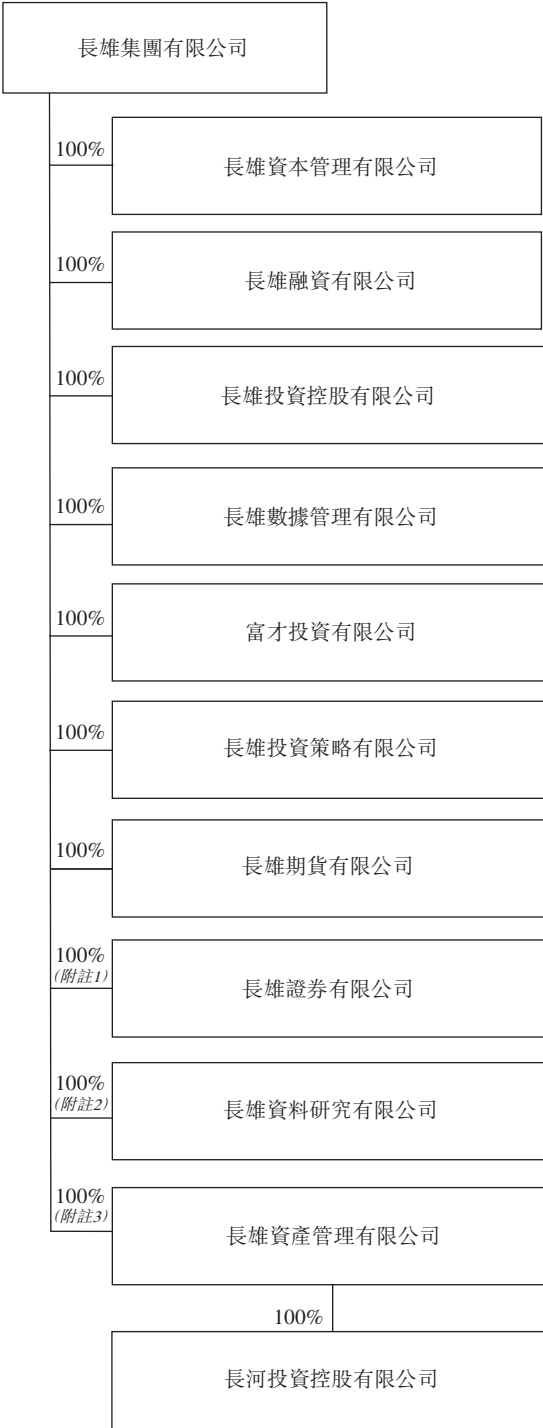 長雄集團有限公司
100%
長雄資本管理有限公司
100%
長雄融資有限公司
100%
長雄投資控股有限公司
100%
長雄數據管理有限公司
100%
富才投資有限公司
100%
長雄投資策略有限公司
100%
長雄期貨有限公司
100%
(附註1)
長雄證券有限公司
100%
(附註2)
長雄資料研究有限公司
100%
(附註3)
長雄資產管理有限公司
100%
長河投資控股有限公司